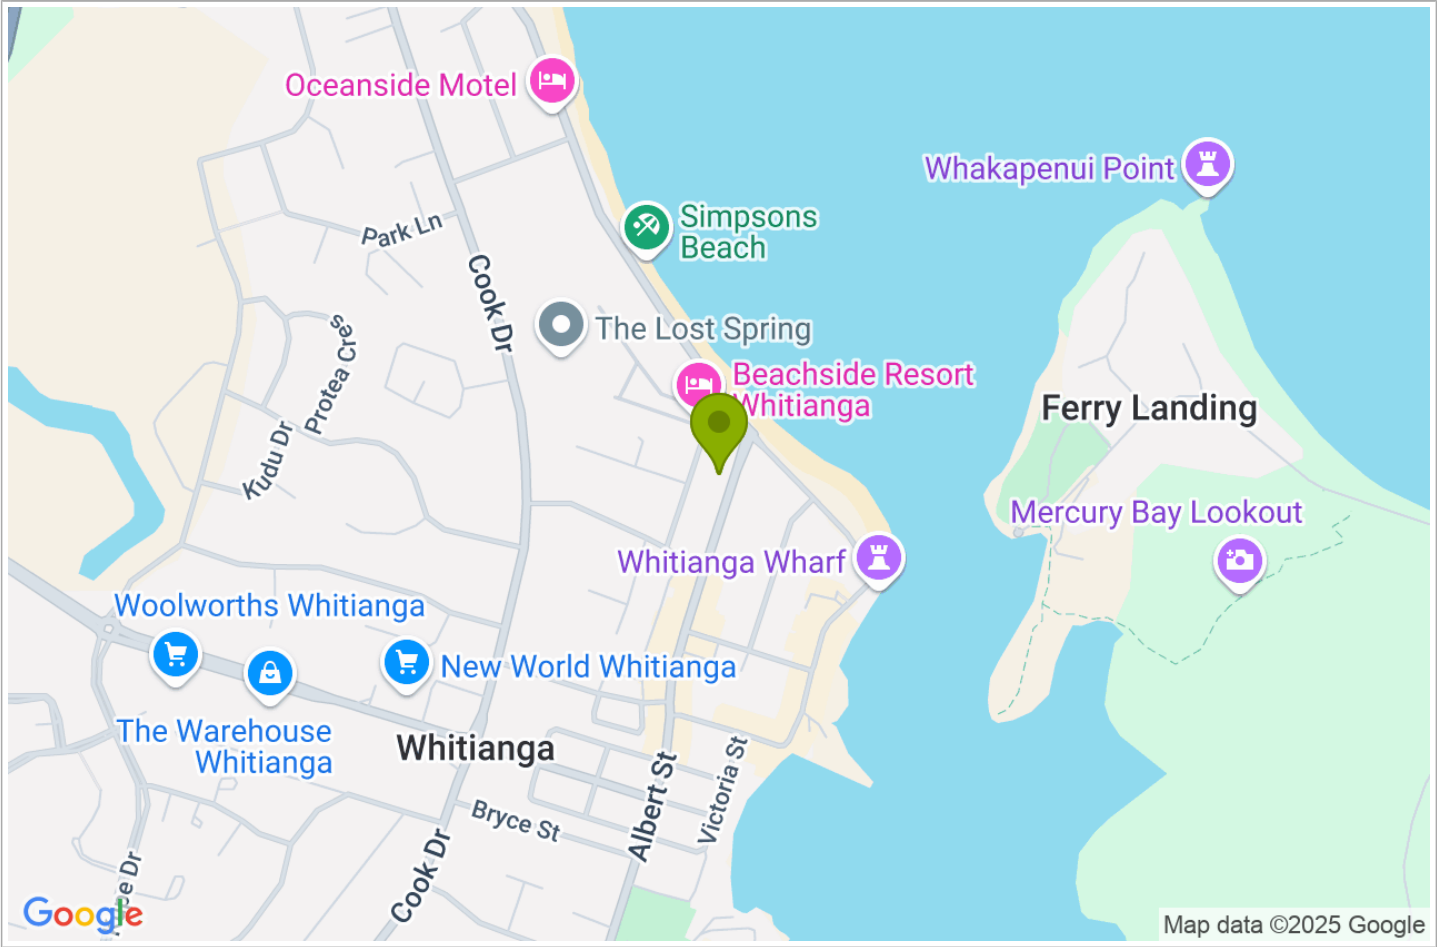 Oceanside Motel
Whakapenui Point
Simpsons
Beach
Park Ln
Cook Dr
The Lost Spring
Protea Cres
Beachside Resort
Whitianga
Ferry Landing
Kudu Dr
Mercury Bay Lookout
Whitianga Wharf
Woolworths Whitianga
New World Whitianga
The Warehouse
Whitianga
Whitianga
Albert St
Victoria St
Bryce St
Cook Dr
Dr
Google
Map data ©2025 Google